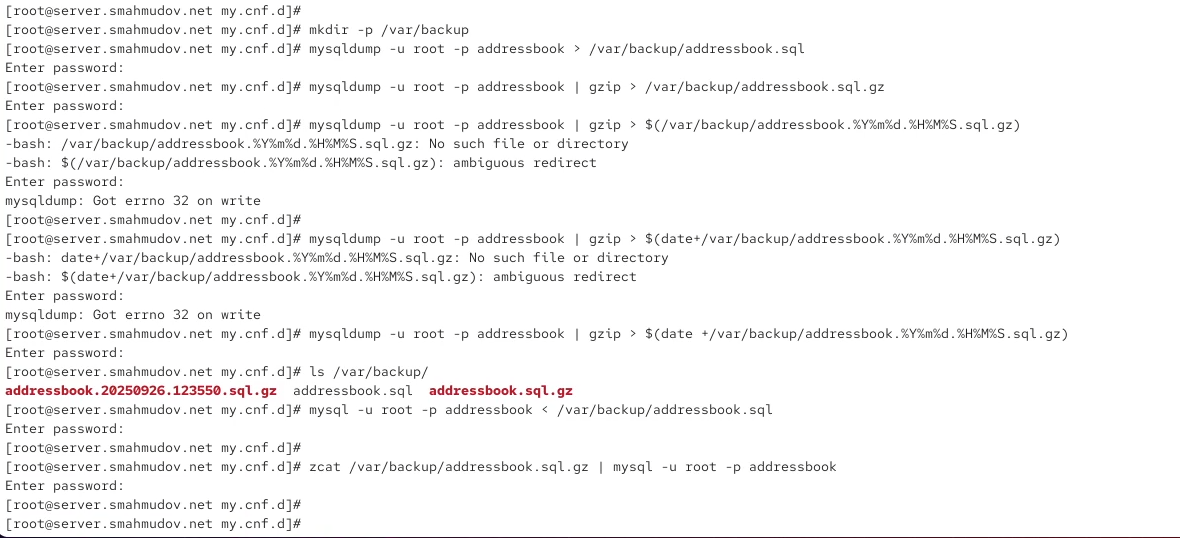 [root@server.smahmudov.net my.cnf.d]#
[root@server.smahmudov.net my.cnf.d]# mkdir -p /var/backup
[root@server.smahmudov.net my.cnf.d]# mysqldump -u root -p addressbook > /var/backup/addressbook.sql
Enter password:
[root@server.smahmudov.net my.cnf.d]# mysqldump -u root -p addressbook | gzip > /var/backup/addressbook.sql.gz
Enter password:
[root@server.smahmudov.net my.cnf.d]# mysqldump -u root -p addressbook | gzip > $(/var/backup/addressbook.%Y%m%d.%H%M%S.sql.gz)
-bash: /var/backup/addressbook.%Y%m%d.%H%M%S.sql.gz: No such file or directory
-bash: $(/var/backup/addressbook.%Y%m%d.%H%M%S.sql.gz): ambiguous redirect
Enter password:
mysqldump: Got errno 32 on write
[root@server.smahmudov.net my.cnf.d]#
[root@server.smahmudov.net my.cnf.d]# mysqldump -u root -p addressbook | gzip > $(date+/var/backup/addressbook.%Y%m%d.%H%M%S.sql.gz)
-bash: date+/var/backup/addressbook.%Y%m%d.%H%M%S.sql.gz: No such file or directory
-bash: $(date+/var/backup/addressbook.%Y%m%d.%H%M%S.sql.gz): ambiguous redirect
Enter password:
mysqldump: Got errno 32 on write
[root@server.smahmudov.net my.cnf.d]# mysqldump -u root -p addressbook | gzip > $(date +/var/backup/addressbook.%Y%m%d.%H%M%S.sql.gz)
Enter password:
[root@server.smahmudov.net my.cnf.d]# ls /var/backup/
addressbook.20250926.123550.sql.gz  addressbook.sql  addressbook.sql.gz
[root@server.smahmudov.net my.cnf.d]# mysql -u root -p addressbook < /var/backup/addressbook.sql
Enter password:
[root@server.smahmudov.net my.cnf.d]#
[root@server.smahmudov.net my.cnf.d]# zcat /var/backup/addressbook.sql.gz | mysql -u root -p addressbook
Enter password:
[root@server.smahmudov.net my.cnf.d]#
[root@server.smahmudov.net my.cnf.d]#